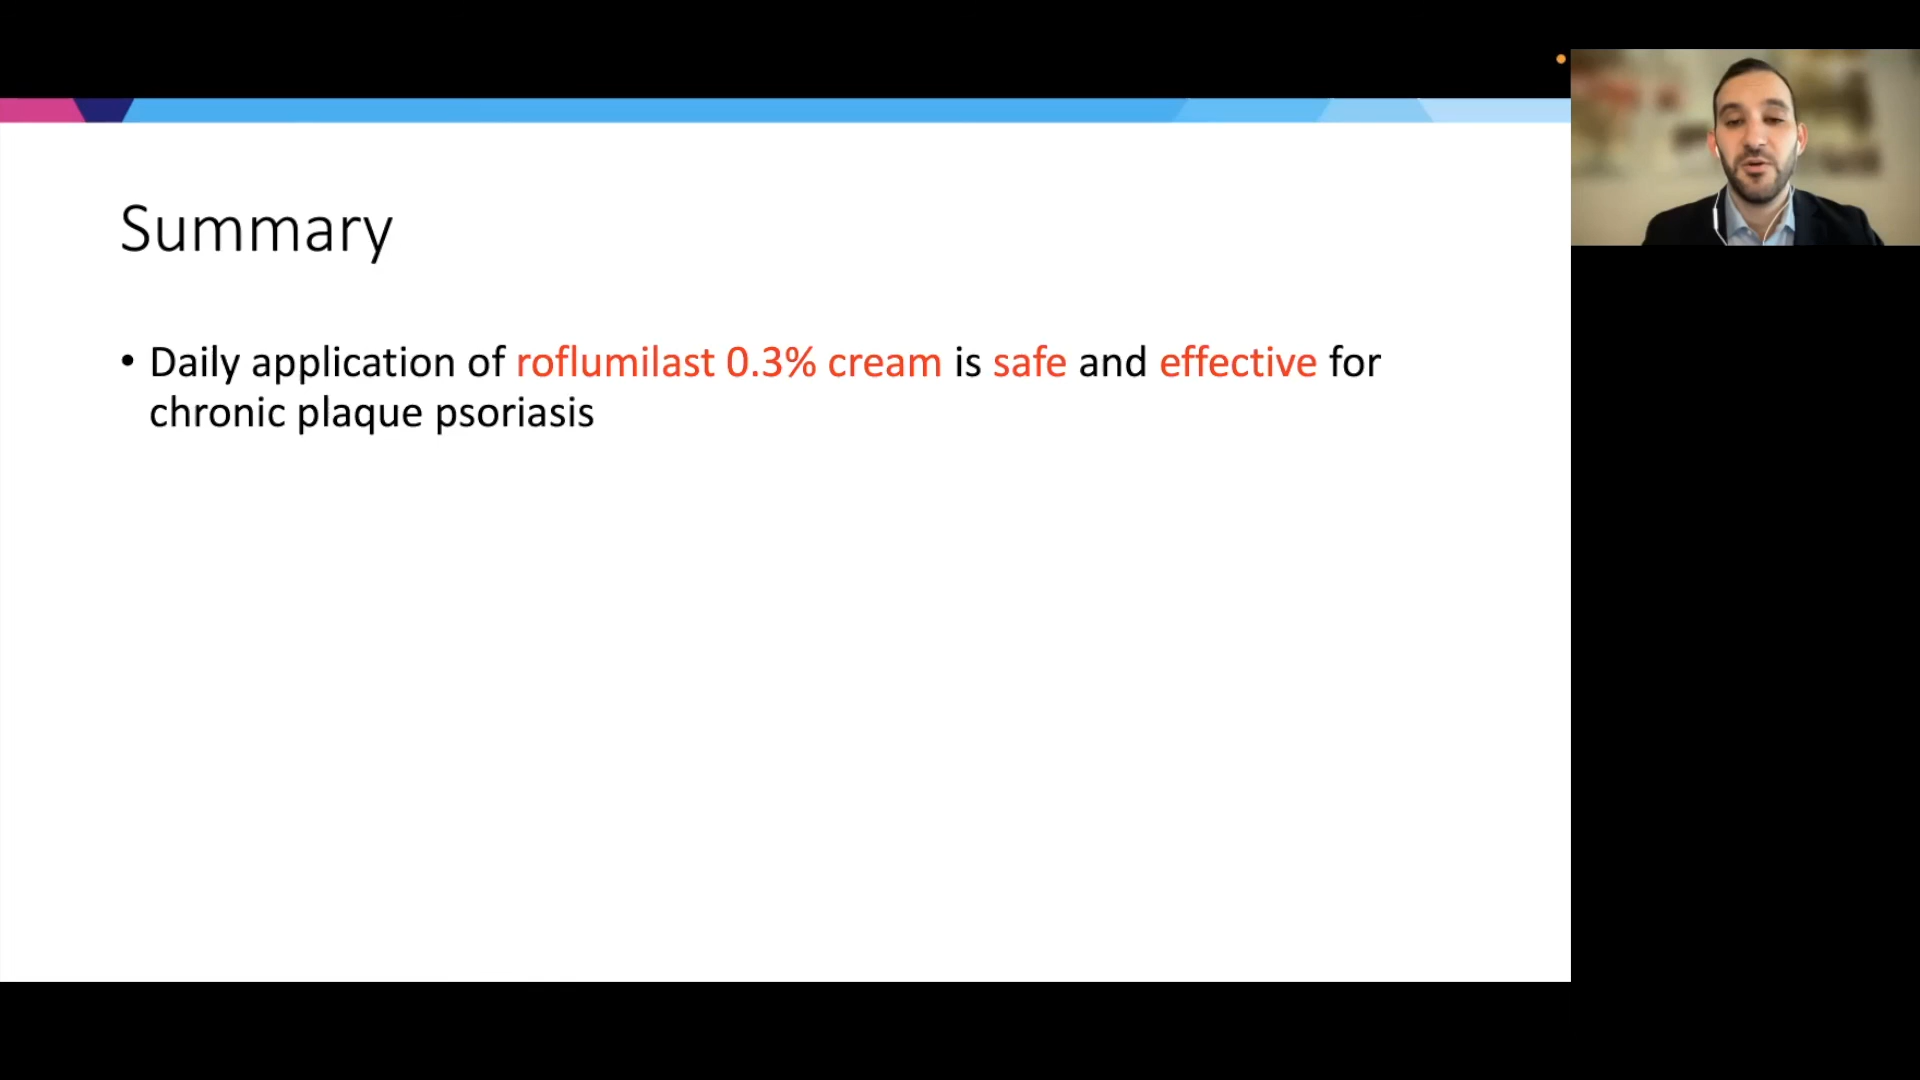 Summary
• Daily application of roflumilast 0.3% cream is safe and effective for
chronic plaque psoriasis